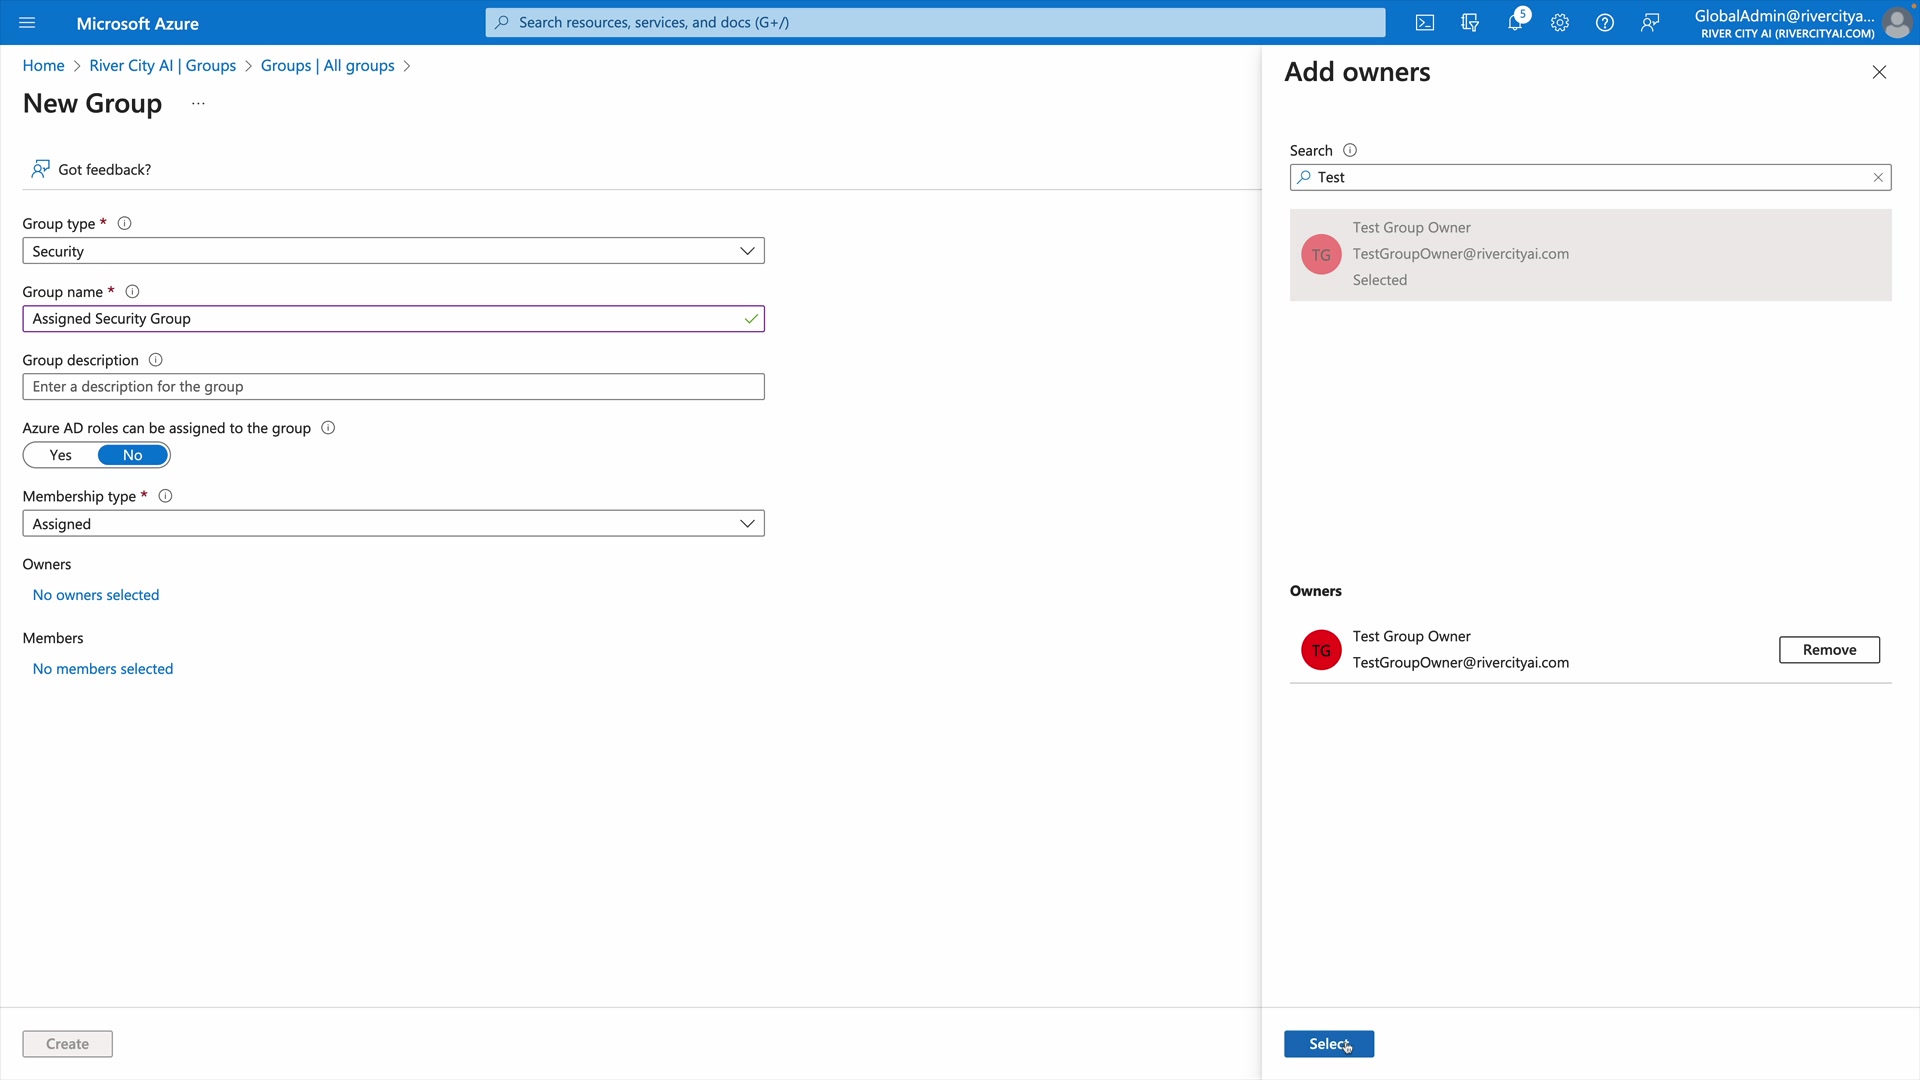 Microsoft Azure
Search resources, services, and docs (G+/)
5
GlobalAdmin@rivercitya...
RIVER CITY AI (RIVERCITYAI.COM)
Home > River City AI | Groups > Groups | All groups >
New Group ...
Got feedback?
Group type *
Security
Group name *
Assigned Security Group
Group description
Enter a description for the group
Azure AD roles can be assigned to the group
Yes No
Membership type *
Assigned
Owners
No owners selected
Members
No members selected
Create
Add owners
Search
Test
TG
Test Group Owner
TestGroupOwner@rivercityai.com
Selected
Owners
TG
Test Group Owner
TestGroupOwner@rivercityai.com
Remove
Select